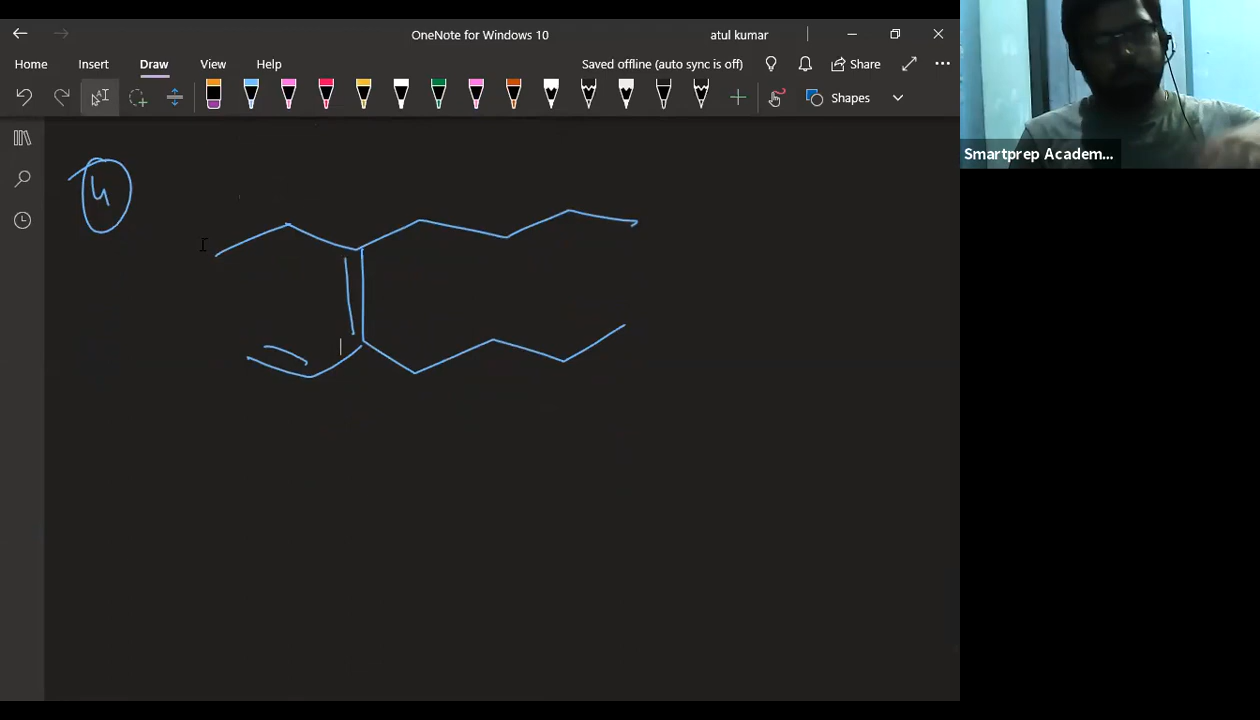 OneNote for Windows 10
atul kumar
Home
Insert
Draw
View
Help
Saved offline (auto sync is off)
Share
Shapes
Smartprep Academ...
4